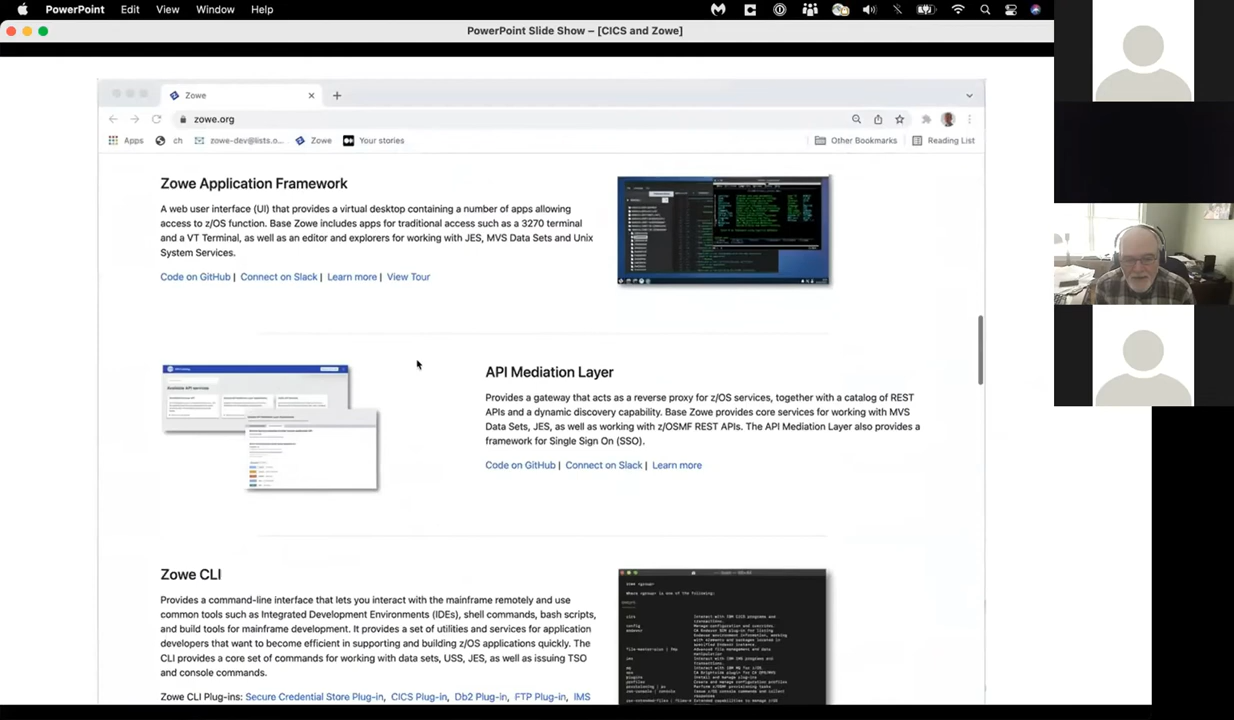 PowerPoint Edit View Window Help
PowerPoint Slide Show – [CICS and Zowe]
Zowe
zowe.org
Apps ch zowe-dev@lists.o... Zowe Your stories Other Bookmarks Reading List
Zowe Application Framework
A web user interface (UI) that provides a virtual desktop containing a number of apps allowing
access to z/OS function. Base Zowe includes apps for traditional access such as a 3270 terminal
and a VT Terminal, as well as an editor and explorers for working with JES, MVS Data Sets and Unix
System Services.
Code on GitHub | Connect on Slack | Learn more | View Tour
API Mediation Layer
Provides a gateway that acts as a reverse proxy for z/OS services, together with a catalog of REST
APIs and a dynamic discovery capability. Base Zowe provides core services for working with MVS
Data Sets, JES, as well as working with z/OSMF REST APIs. The API Mediation Layer also provides a
framework for Single Sign On (SSO).
Code on GitHub | Connect on Slack | Learn more
Zowe CLI
Provides a command-line interface that lets you interact with the mainframe remotely and use
common tools such as Integrated Development Environments (IDEs), shell commands, bash scripts,
and build tools for mainframe development. It provides a set of utilities and services for application
developers that want to become efficient in supporting and building z/OS applications quickly. The
CLI provides a core set of commands for working with data sets, USS, JES, as well as issuing TSO
and console commands.
Zowe CLI Plug-ins: Secure Credential Store Plug-in, CICS Plug-in, Db2 Plug-in, FTP Plug-in, IMS